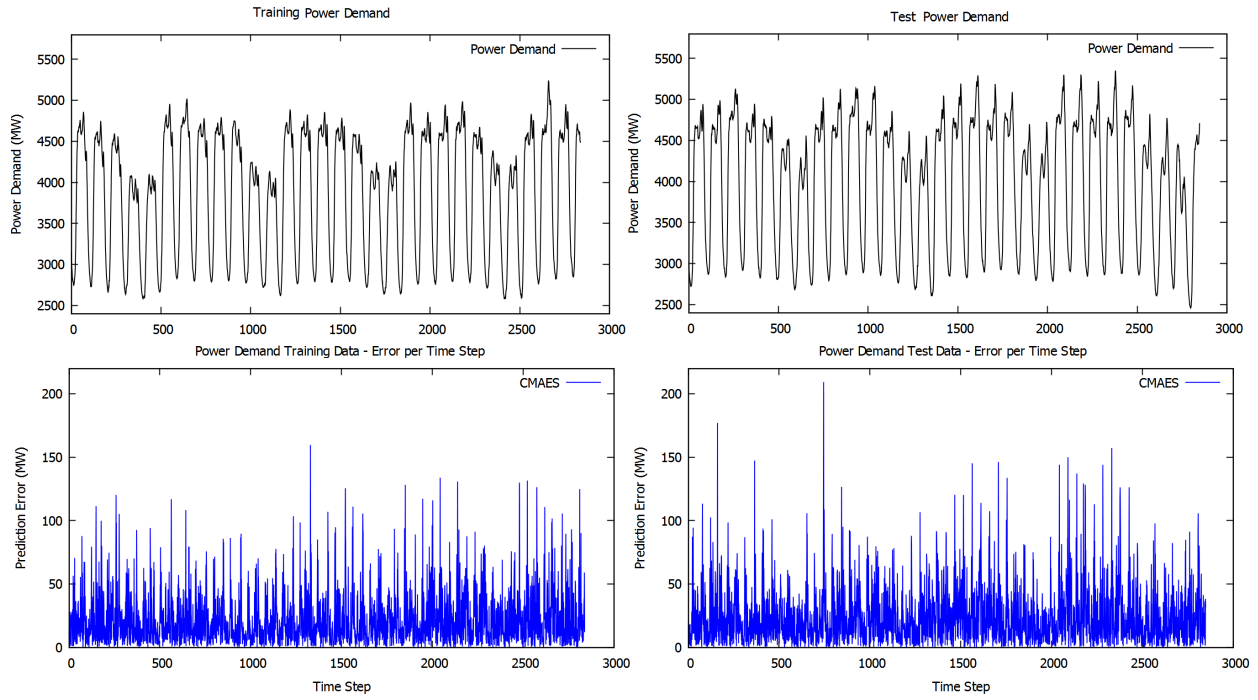 Training Power Demand
Power Demand
Power Demand (MW)
5500
5000
4500
4000
3500
3000
2500
0 500 1000 1500 2000 2500 3000
Test Power Demand
Power Demand
Power Demand (MW)
5500
5000
4500
4000
3500
3000
2500
0 500 1000 1500 2000 2500 3000
Power Demand Training Data - Error per Time Step
CMAES
Prediction Error (MW)
200
150
100
50
0
0 500 1000 1500 2000 2500 3000
Time Step
Power Demand Test Data - Error per Time Step
CMAES
Prediction Error (MW)
200
150
100
50
0
0 500 1000 1500 2000 2500 3000
Time Step